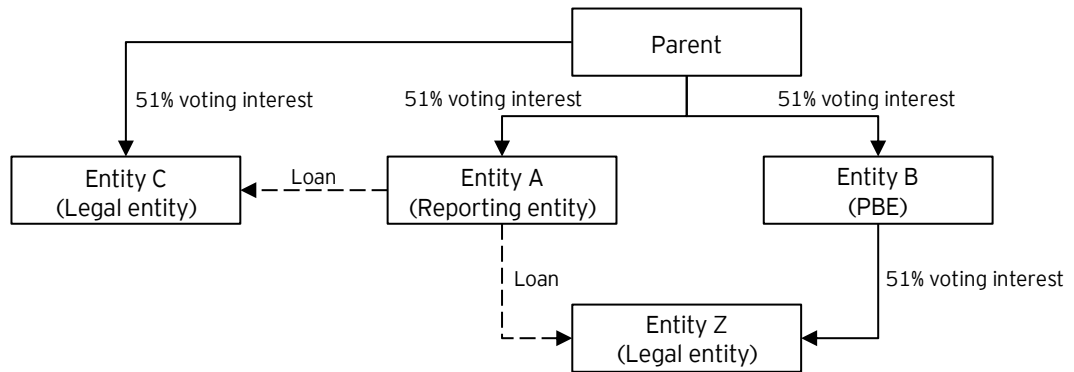 Parent
51% voting interest
51% voting interest
51% voting interest
Entity C
(Legal entity)
Loan
Entity A
(Reporting entity)
Entity B
(PBE)
Loan
51% voting interest
Entity Z
(Legal entity)